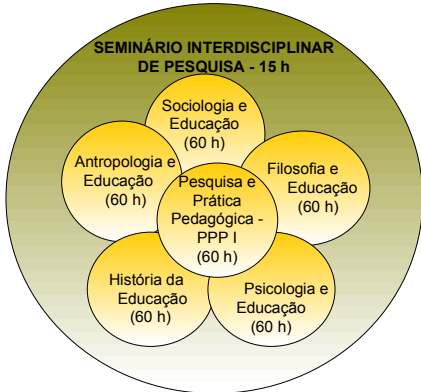 SEMINÁRIO INTERDISCIPLINAR
DE PESQUISA - 15 h
Sociologia e
Educação
(60 h)
Antropologia e
Educação
(60 h)
Filosofia e
Educação
(60 h)
Pesquisa e
Prática
Pedagógica -
PPP I
(60 h)
História da
Educação
(60 h)
Psicologia e
Educação
(60 h)